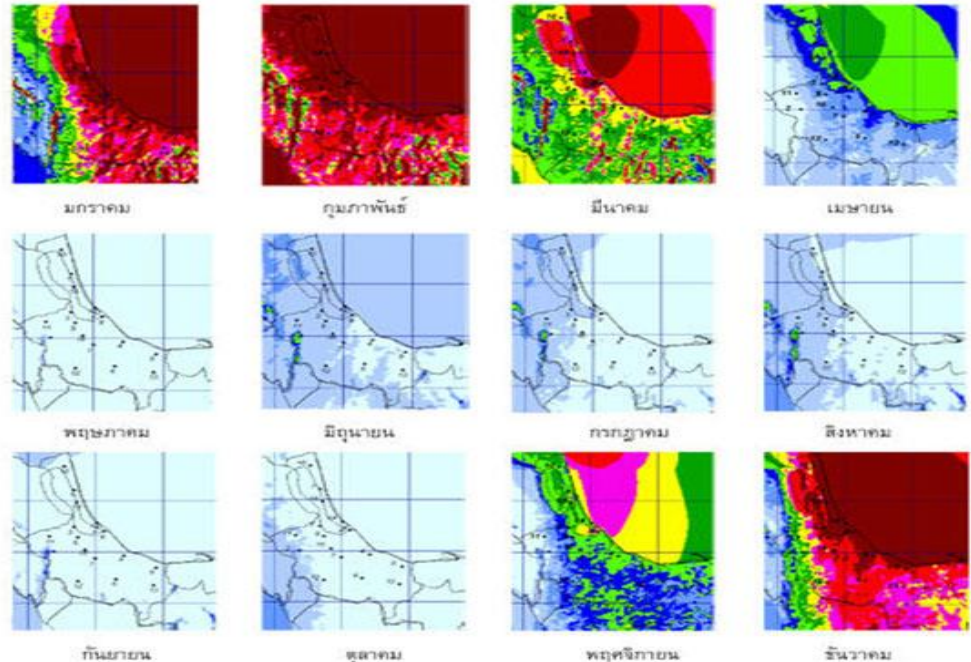 มกราคม กุมภาพันธ์ มีนาคม เมษายน
พฤษภาคม มิถุนายน กรกฎาคม สิงหาคม
กันยายน ตุลาคม พฤศจิกายน ธันวาคม